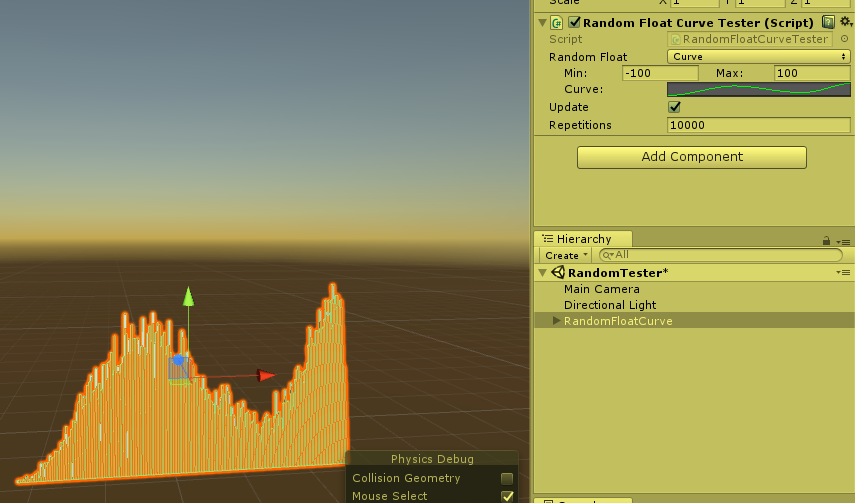 Scale X 1 Y 1 Z 1
Random Float Curve Tester (Script)
Script RandomFloatCurveTester
Random Float Curve
Min: -100 Max: 100
Curve:
Update
Repetitions 10000
Add Component
Hierarchy
Create All
RandomTester*
Main Camera
Directional Light
RandomFloatCurve
Physics Debug
Collision Geometry
Mouse Select